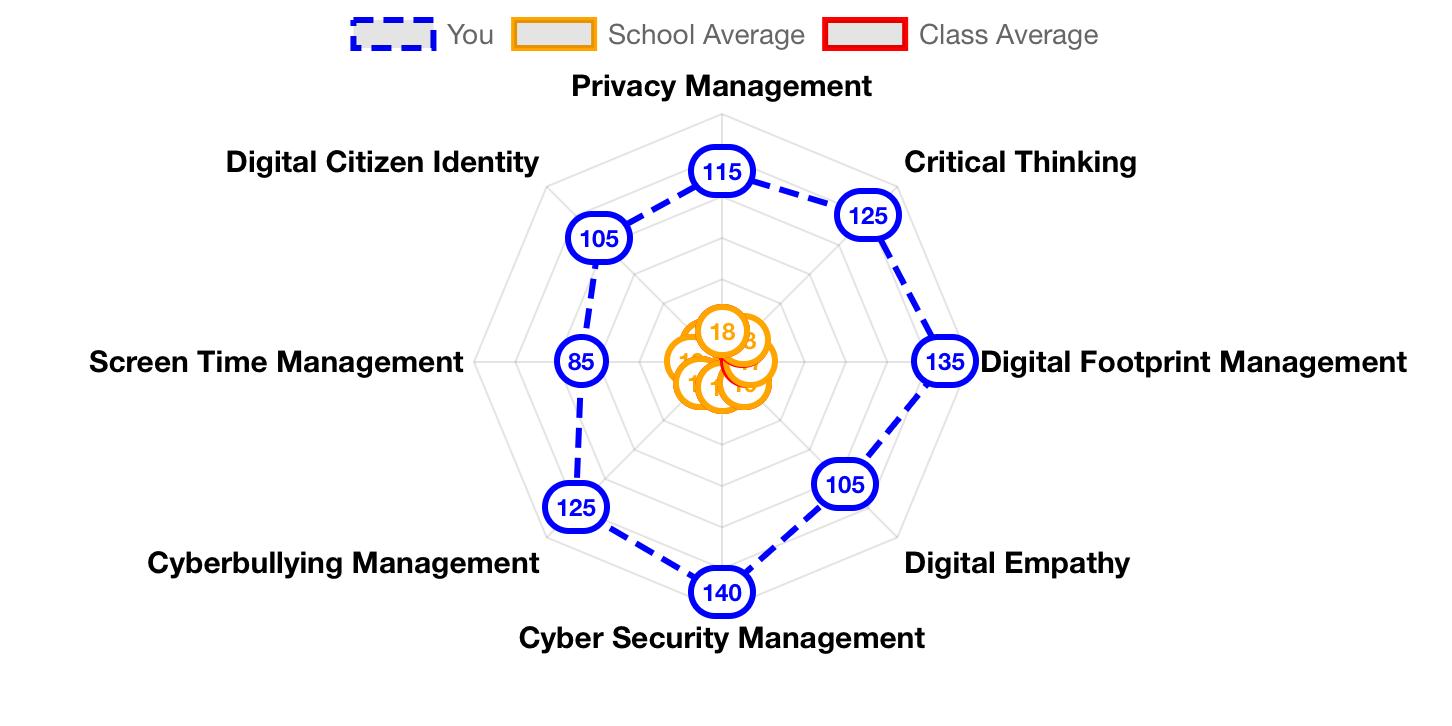 You School Average Class Average
Privacy Management
Digital Citizen Identity Critical Thinking
115
125
105
18
Screen Time Management 85 135 Digital Footprint Management
105
125
Cyberbullying Management Digital Empathy
140
Cyber Security Management